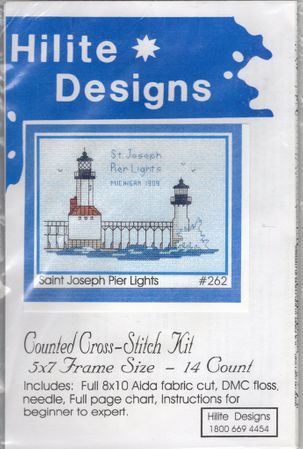 Hilite
Designs
St. Joseph
Pier Lights
MICHIGAN 1909
Saint Joseph Pier Lights #262
Counted Cross-Stitch Kit
5x7 Frame Size - 14 Count
Includes: Full 8x10 Aida fabric cut, DMC floss,
needle, Full page chart, Instructions for
beginner to expert.
Hilite Designs
1800 669 4454